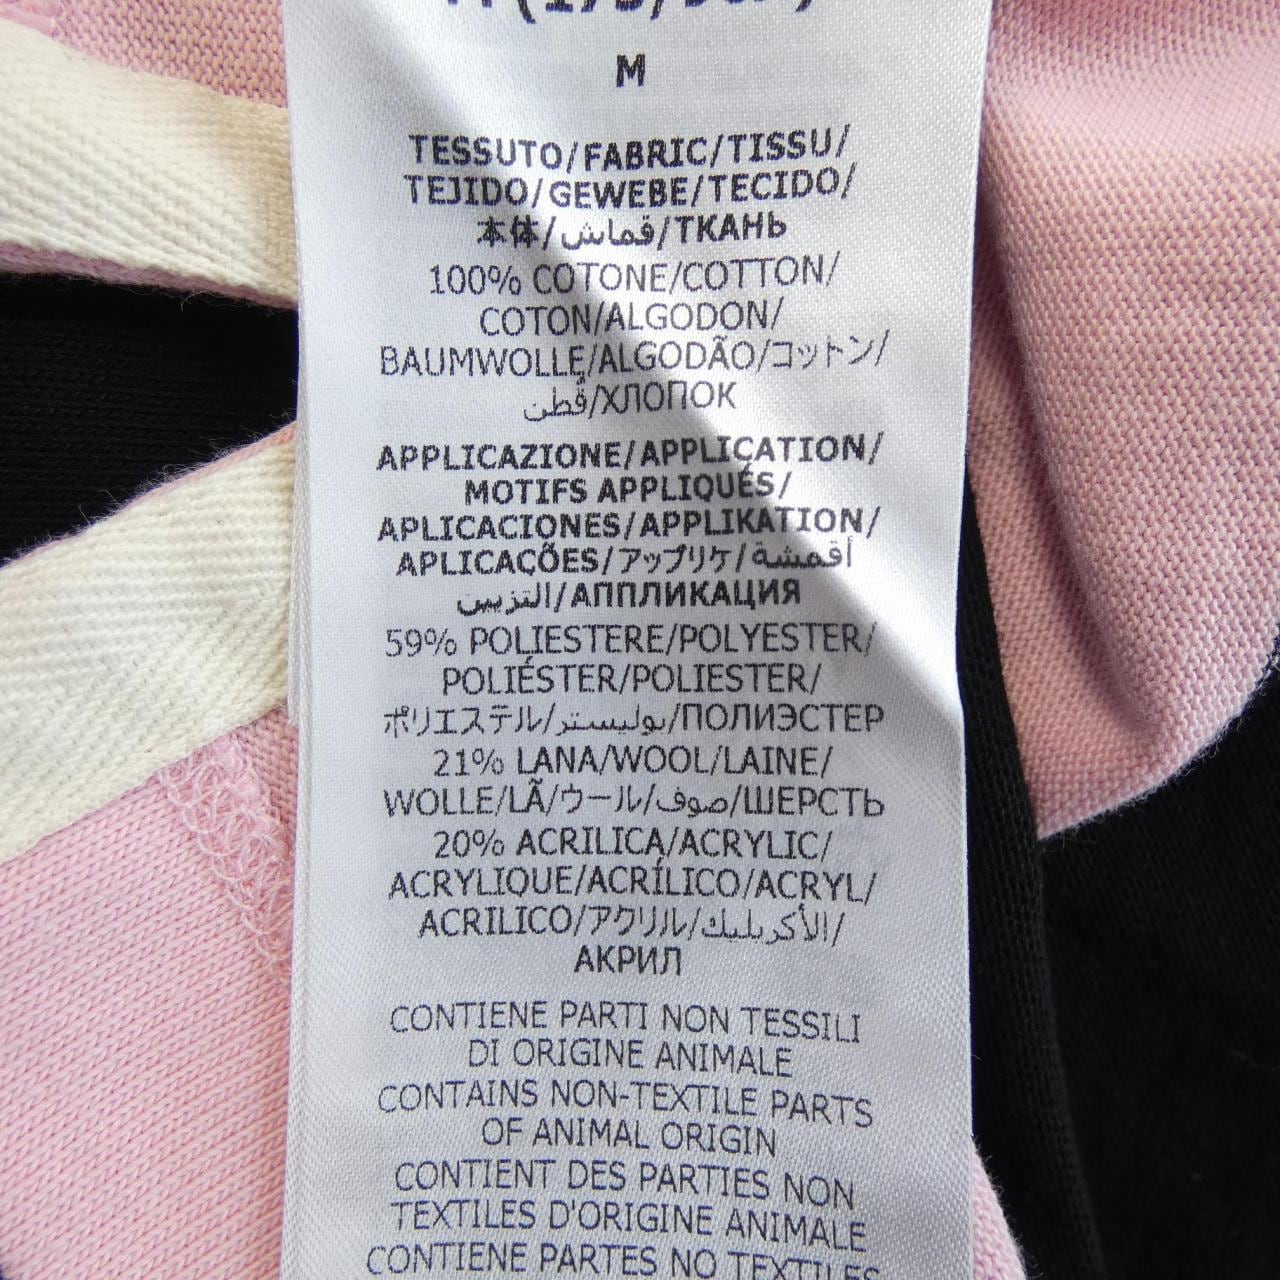 M
TESSUTO/FABRIC/TISSU/
TEJIDO/GEWEBE/TECIDO/
本体/قماش/ТКАНЬ
100% COTONE/COTTON/
COTON/ALGODON/
BAUMWOLLE/ALGODÃO/コットン/
قُطن/ХЛОПОК
APPLICAZIONE/APPLICATION/
MOTIFS APPLIQUÉS/
APLICACIONES/APPLIKATION/
APLICAÇÕES/アップリケ/أقمشة
التزيين/АППЛИКАЦИЯ
59% POLIESTERE/POLYESTER/
POLIÉSTER/POLIESTER/
ポリエステル/بوليستر/ПОЛИЭСТЕР
21% LANA/WOOL/LAINE/
WOLLE/LÃ/ウール/صوف/ШЕРСТЬ
20% ACRILICA/ACRYLIC/
ACRYLIQUE/ACRÍLICO/ACRYL/
ACRILICO/アクリル/الأكريليك/
АКРИЛ
CONTIENE PARTI NON TESSILI
DI ORIGINE ANIMALE
CONTAINS NON-TEXTILE PARTS
OF ANIMAL ORIGIN
CONTIENT DES PARTIES NON
TEXTILES D'ORIGINE ANIMALE
CONTIENE PARTES NO TEXTILES